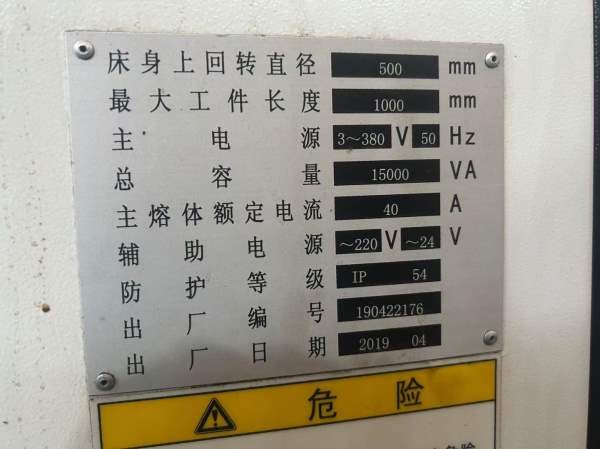 床身上回转直径 500 mm
最大工件长度 1000 mm
主电源 3～380 V 50 Hz
总容量 15000 VA
主熔体额定电流 40 A
辅助电源 ～220 V ～24 V
防护等级 IP 54
出厂编号 190422176
出厂日期 2019 04
危险